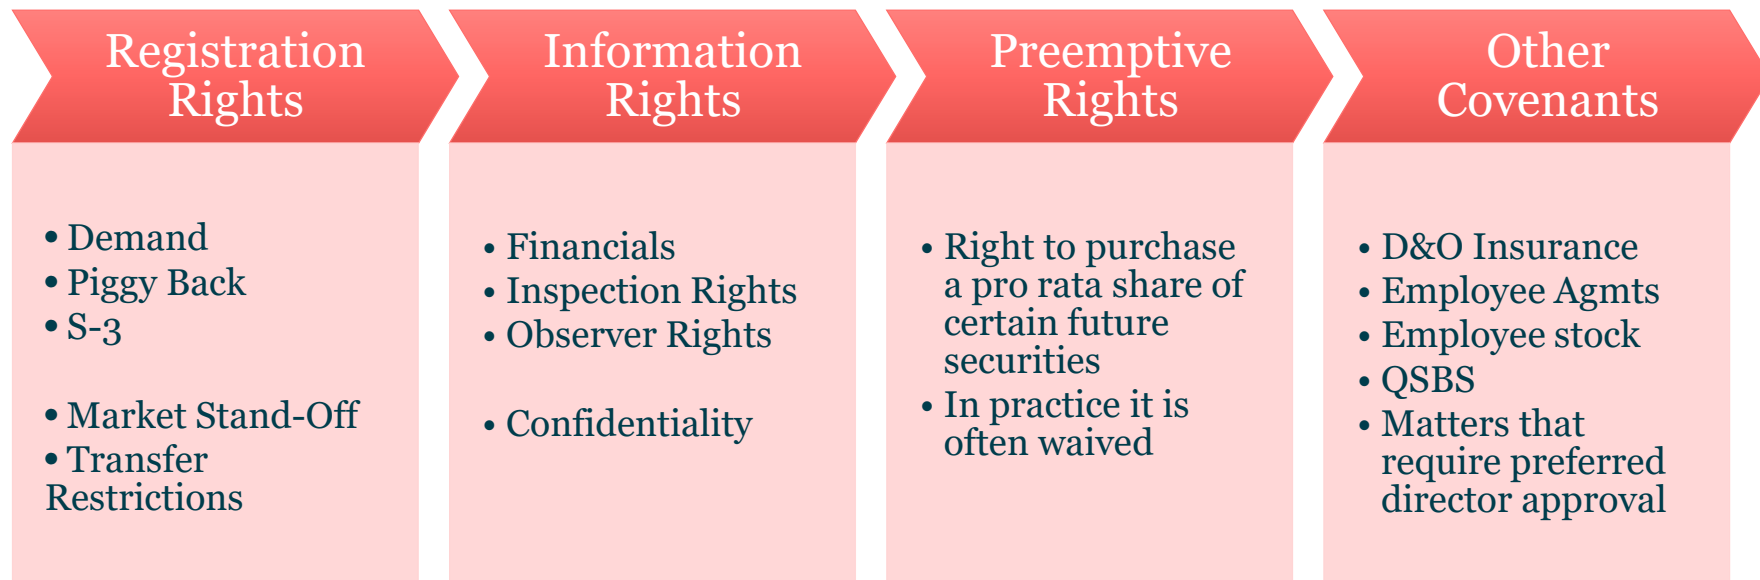 Registration
Rights
• Demand
• Piggy Back
• S-3
• Market Stand-Off
• Transfer
Restrictions
Information
Rights
• Financials
• Inspection Rights
• Observer Rights
• Confidentiality
Preemptive
Rights
• Right to purchase
a pro rata share of
certain future
securities
• In practice it is
often waived
Other
Covenants
• D&O Insurance
• Employee Agmts
• Employee stock
• QSBS
• Matters that
require preferred
director approval